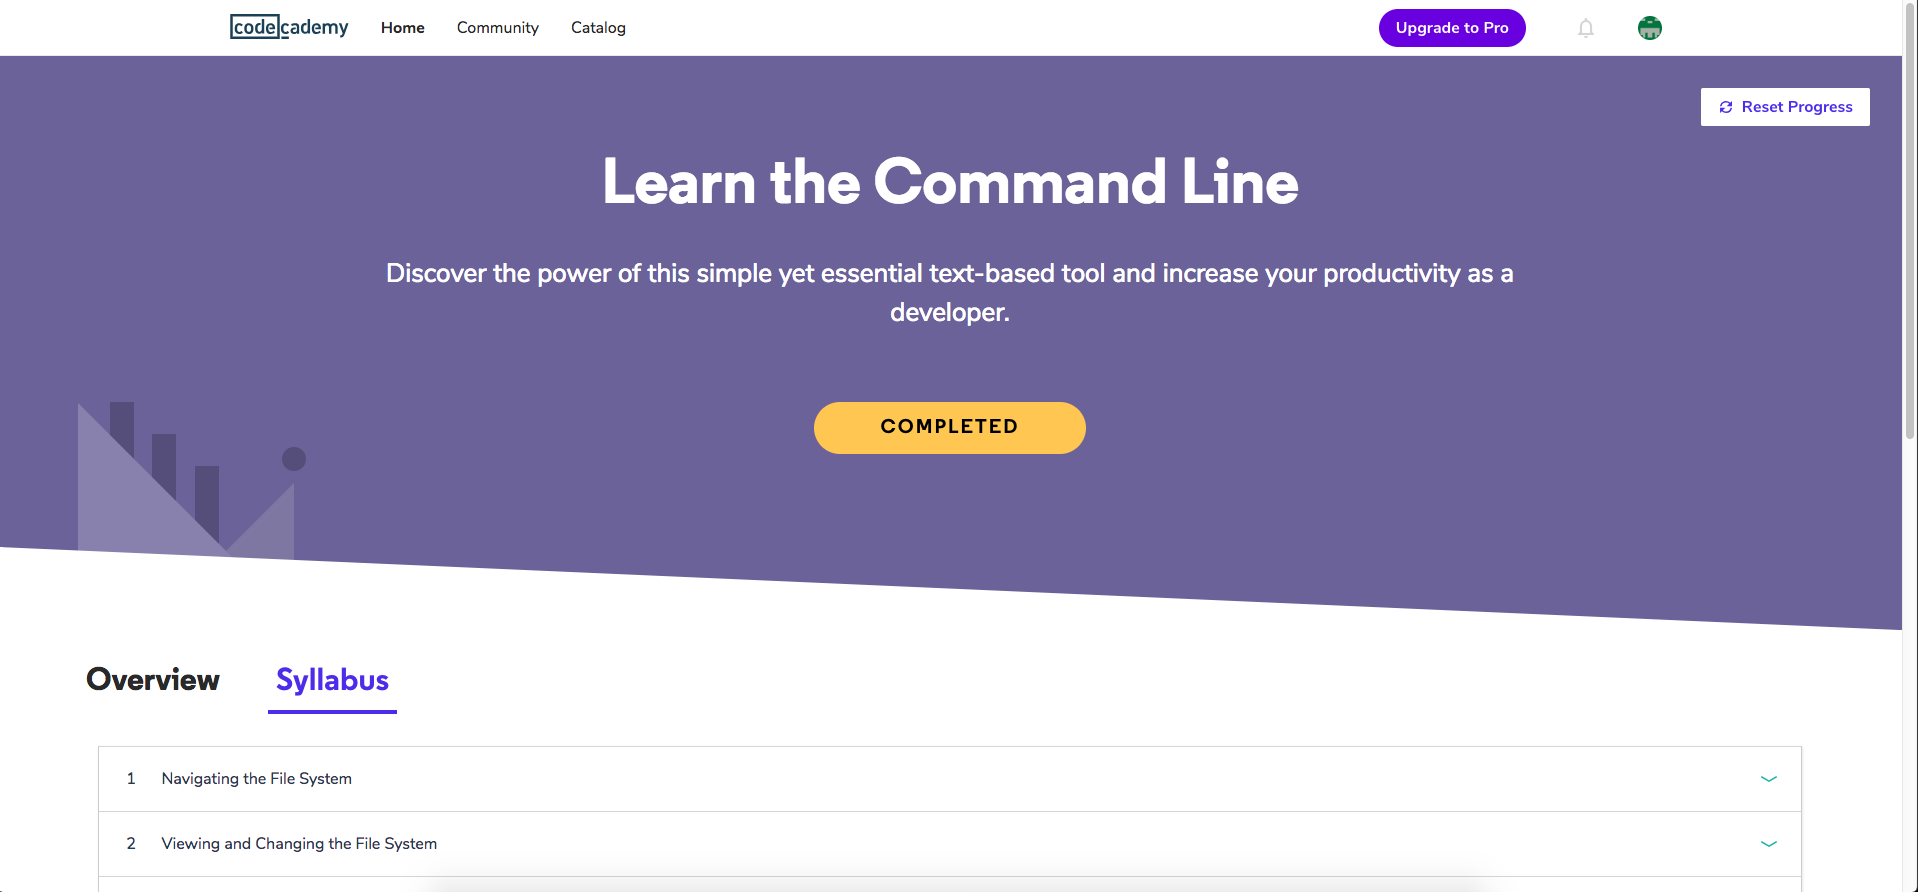 codecademy Home Community Catalog Upgrade to Pro
Reset Progress
Learn the Command Line
Discover the power of this simple yet essential text-based tool and increase your productivity as a
developer.
COMPLETED
Overview Syllabus
1 Navigating the File System
2 Viewing and Changing the File System